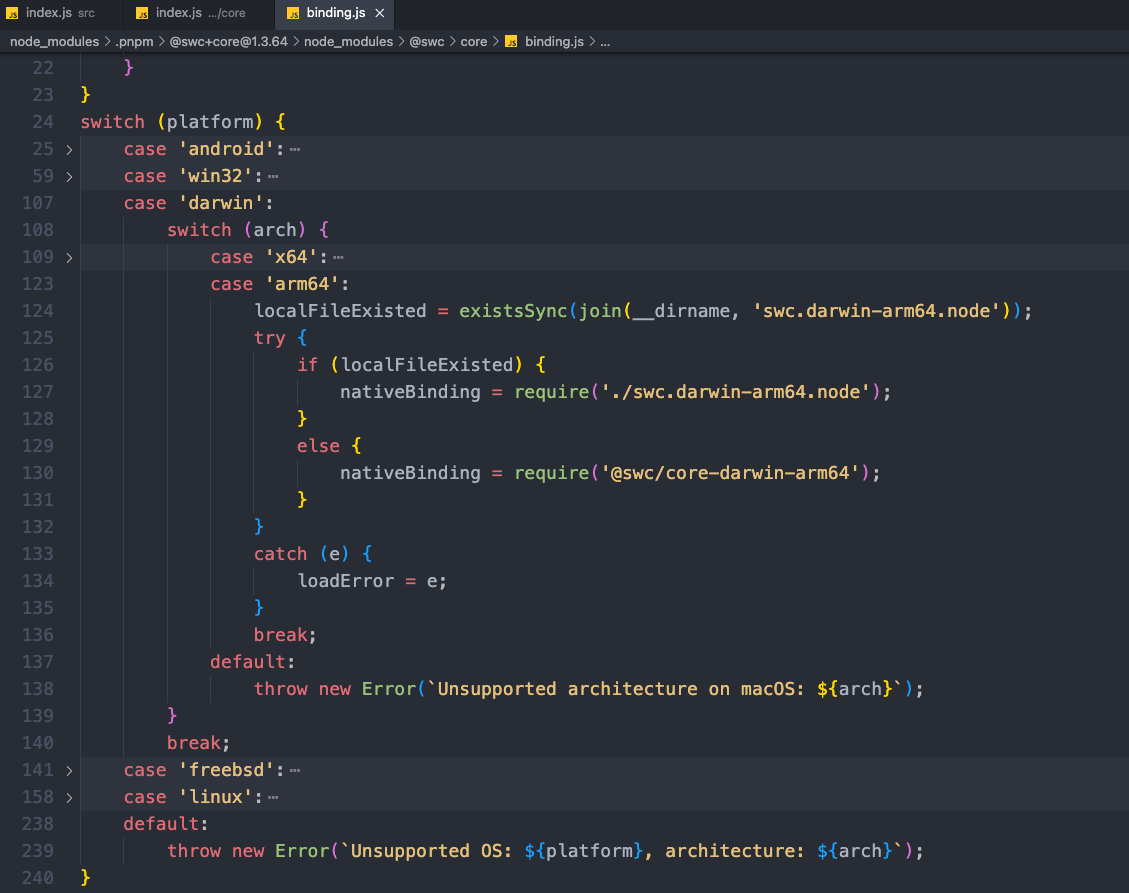 JS index.js src JS index.js .../core JS binding.js ×
node_modules > .pnpm > @swc+core@1.3.64 > node_modules > @swc > core > JS binding.js > ...
22 }
23 }
24 switch (platform) {
25 > case 'android': ⋯
59 > case 'win32': ⋯
107 case 'darwin':
108 switch (arch) {
109 > case 'x64': ⋯
123 case 'arm64':
124 localFileExisted = existsSync(join(__dirname, 'swc.darwin-arm64.node'));
125 try {
126 if (localFileExisted) {
127 nativeBinding = require('./swc.darwin-arm64.node');
128 }
129 else {
130 nativeBinding = require('@swc/core-darwin-arm64');
131 }
132 }
133 catch (e) {
134 loadError = e;
135 }
136 break;
137 default:
138 throw new Error(`Unsupported architecture on macOS: ${arch}`);
139 }
140 break;
141 > case 'freebsd': ⋯
158 > case 'linux': ⋯
238 default:
239 throw new Error(`Unsupported OS: ${platform}, architecture: ${arch}`);
240 }